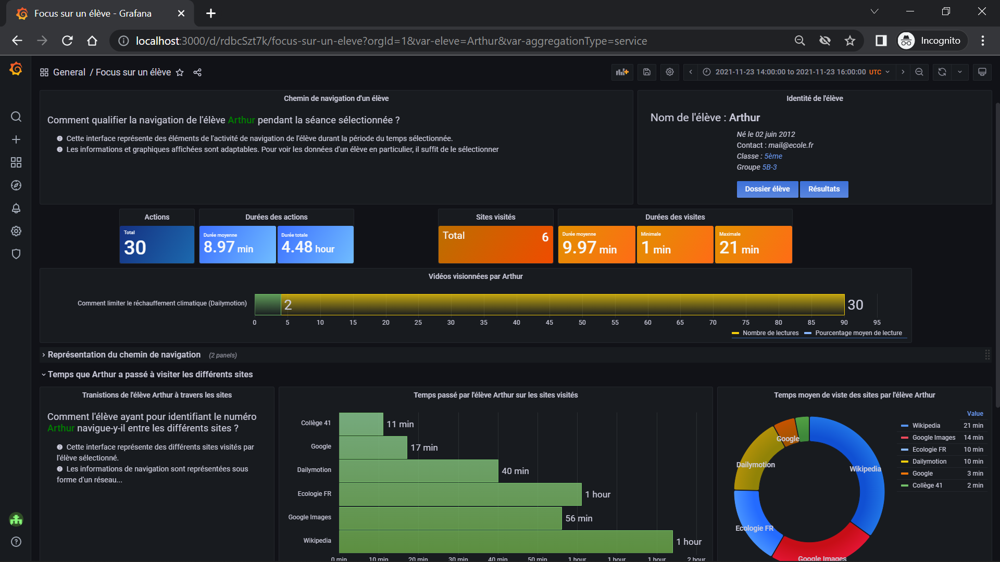 Focus sur un élève - Grafana
localhost:3000/d/rdbcSzt7k/focus-sur-un-eleve?orgId=1&var-eleve=Arthur&var-aggregationType=service
Incognito
General / Focus sur un élève
2021-11-23 14:00:00 to 2021-11-23 16:00:00 UTC
Chemin de navigation d'un élève
Comment qualifier la navigation de l'élève Arthur pendant la séance sélectionnée ?
Cette interface représente des éléments de l'activité de navigation de l'élève durant la période du temps sélectionnée.
Les informations et graphiques affichées sont adaptables. Pour voir les données d'un élève en particulier, il suffit de le sélectionner
Identité de l'élève
Nom de l'élève : Arthur
Né le 02 juin 2012
Contact : mail@ecole.fr
Classe : 5ème
Groupe 5B-3
Dossier élève
Résultats
Actions
Total
30
Durées des actions
Durée moyenne
8.97 min
Durée totale
4.48 hour
Sites visités
Total 6
Durées des visites
Durée moyenne
9.97 min
Minimale
1 min
Maximale
21 min
Vidéos visionnées par Arthur
Comment limiter le réchauffement climatique (Dailymotion)
2
30
0 5 10 15 20 25 30 35 40 45 50 55 60 65 70 75 80 85 90 95
Nombre de lectures Pourcentage moyen de lecture
Représentation du chemin de navigation (2 panels)
Temps que Arthur a passé à visiter les différents sites
Tranistions de l'élève Arthur à travers les sites
Comment l'élève ayant pour identifiant le numéro
Arthur navigue-y-il entre les différents sites ?
Cette interface représente des différents sites visités par
l'élève sélectionné.
Les informations de navigation sont représentées sous
forme d'un réseau...
Temps passé par l'élève Arthur sur les sites visités
Collège 41 11 min
Google 17 min
Dailymotion 40 min
Ecologie FR 1 hour
Google Images 56 min
Wikipedia 1 hour
0 min 10 min 20 min 30 min 40 min 50 min 1 hour 1 hour 1 hour 2 hour
Temps moyen de viste des sites par l'élève Arthur
Google
Dailymotion
Wikipedia
Ecologie FR
Google Images
Value
Wikipedia 21 min
Google Images 14 min
Ecologie FR 10 min
Dailymotion 10 min
Google 3 min
Collège 41 2 min